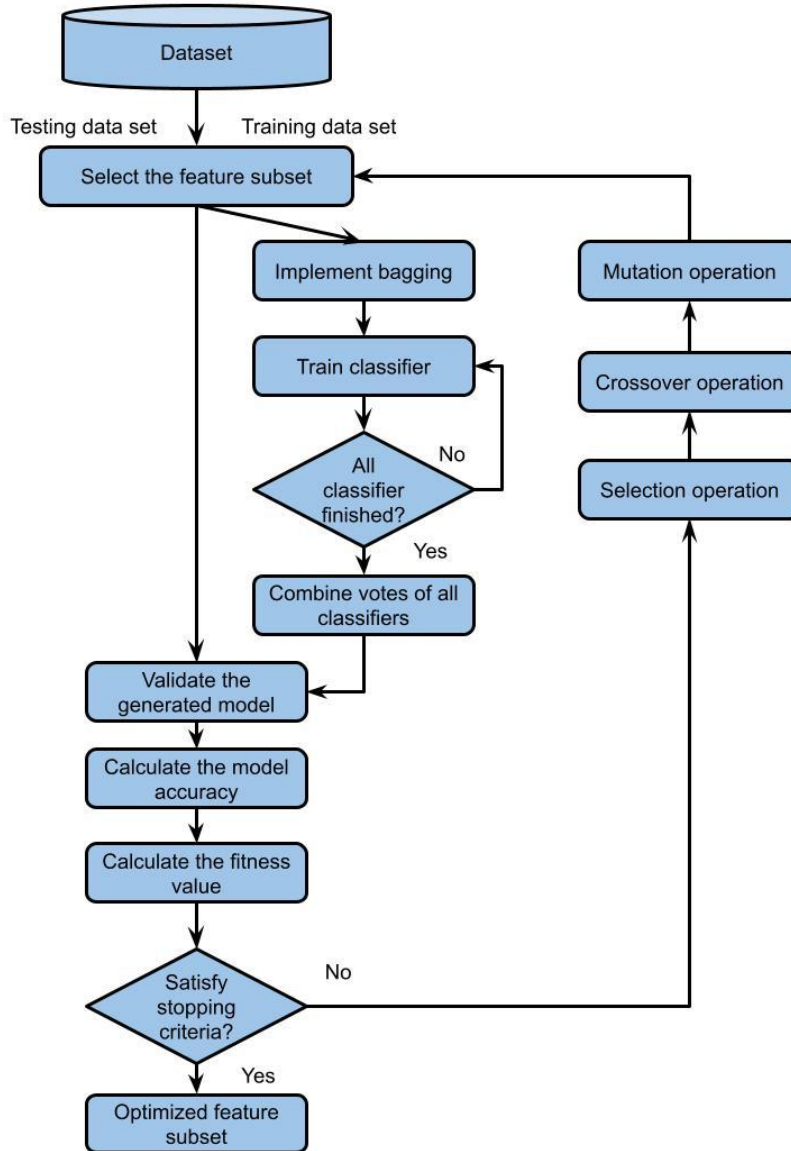 Dataset
Testing data set
Training data set
Select the feature subset
Implement bagging
Mutation operation
Train classifier
Crossover operation
No
All
classifier
finished?
Selection operation
Yes
Combine votes of all
classifiers
Validate the
generated model
Calculate the model
accuracy
Calculate the fitness
value
No
Satisfy
stopping
criteria?
Yes
Optimized feature
subset